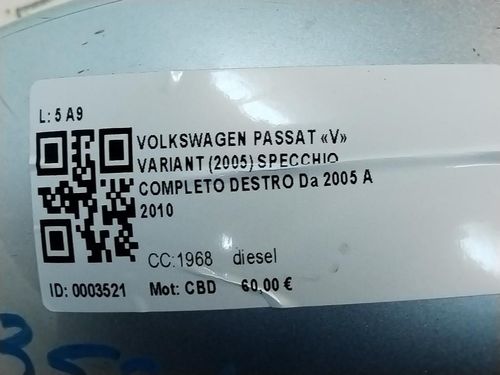 L: 5 A9
VOLKSWAGEN PASSAT «V»
VARIANT (2005) SPECCHIO
COMPLETO DESTRO Da 2005 A
2010
CC:1968 diesel
ID: 0003521 Mot: CBD 60,00 €